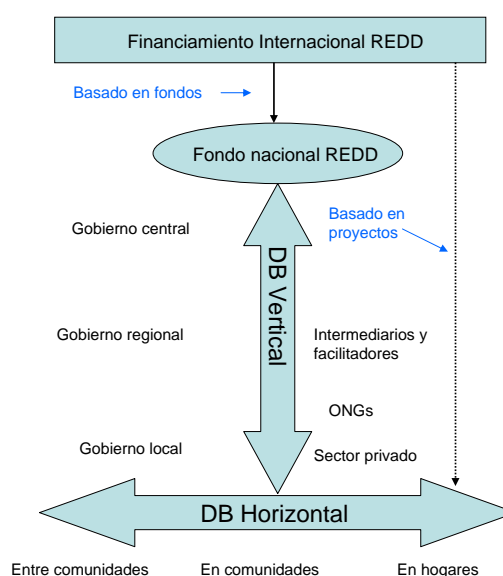 Financiamiento Internacional REDD
Basado en fondos
Fondo nacional REDD
Basado en
proyectos
Gobierno central
DB Vertical
Gobierno regional
Intermediarios y
facilitadores
ONGs
Gobierno local
Sector privado
DB Horizontal
Entre comunidades
En comunidades
En hogares